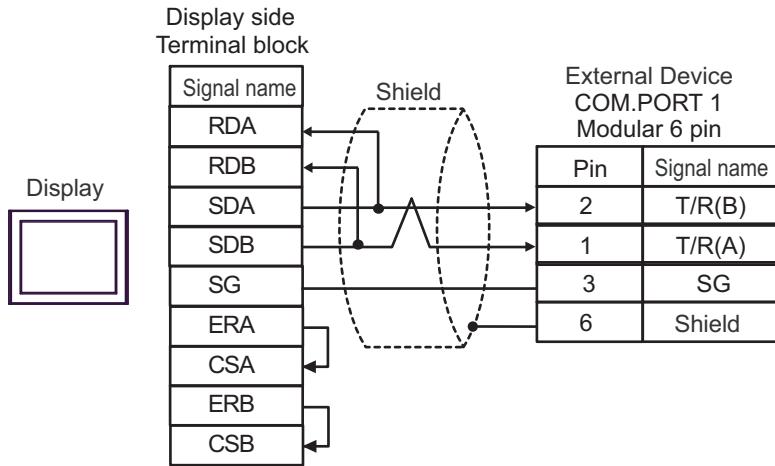 Display side
Terminal block
Signal name
RDA
RDB
SDA
SDB
SG
ERA
CSA
ERB
CSB
Display
Shield
External Device
COM.PORT 1
Modular 6 pin
Pin Signal name
2 T/R(B)
1 T/R(A)
3 SG
6 Shield